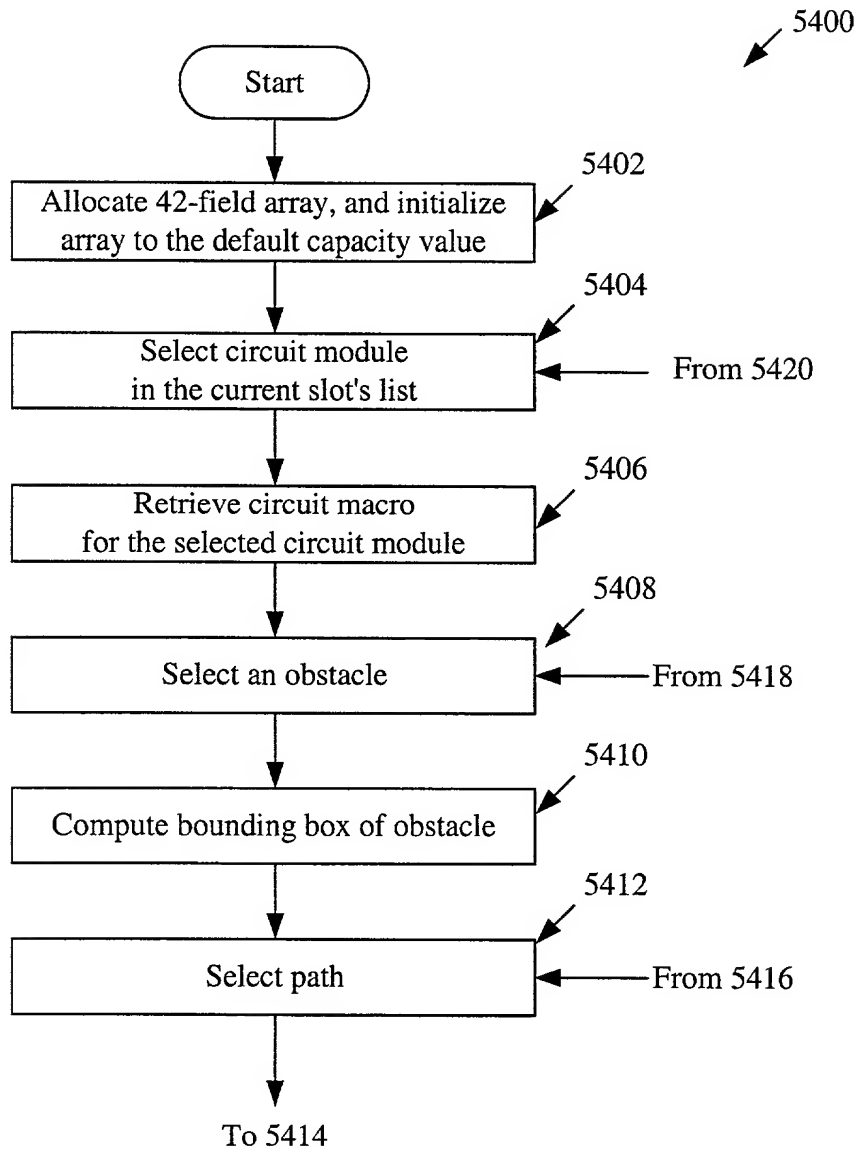 5400
Start
5402
Allocate 42-field array, and initialize
array to the default capacity value
5404
Select circuit module
in the current slot's list
From 5420
5406
Retrieve circuit macro
for the selected circuit module
5408
Select an obstacle
From 5418
5410
Compute bounding box of obstacle
5412
Select path
From 5416
To 5414